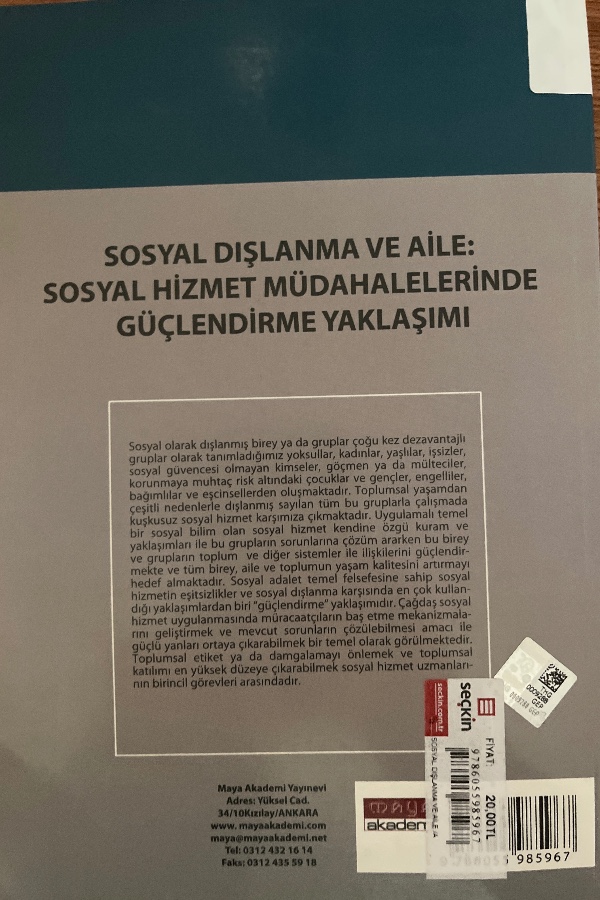 SOSYAL DIŞLANMA VE AİLE:
SOSYAL HİZMET MÜDAHALELERİNDE
GÜÇLENDİRME YAKLAŞIMI
Sosyal olarak dışlanmış birey ya da gruplar çoğu kez dezavantajlı
gruplar olarak tanımladığımız yoksullar, kadınlar, yaşlılar, işsizler,
sosyal güvencesi olmayan kimseler, göçmen ya da mülteciler,
korunmaya muhtaç risk altındaki çocuklar ve gençler, engelliler,
bağımlılar ve eşcinsellerden oluşmaktadır. Toplumsal yaşamdan
çeşitli nedenlerle dışlanmış sayılan tüm bu gruplarla çalışmada
kuşkusuz sosyal hizmet karşımıza çıkmaktadır. Uygulamalı temel
bir sosyal bilim olan sosyal hizmet kendine özgü kuram ve
yaklaşımları ile bu grupların sorunlarına çözüm ararken bu birey
ve grupların toplum ve diğer sistemler ile ilişkilerini güçlendir-
mekte ve tüm birey, aile ve toplumun yaşam kalitesini artırmayı
hedef almaktadır. Sosyal adalet temel felsefesine sahip sosyal
hizmetin eşitsizlikler ve sosyal dışlanma karşısında en çok kullan-
dığı yaklaşımlardan biri "güçlendirme" yaklaşımıdır. Çağdaş sosyal
hizmet uygulanmasında müracaatçıların baş etme mekanizmala-
rını geliştirmek ve mevcut sorunların çözülebilmesi amacı ile
güçlü yanları ortaya çıkarabilmek bir temel olarak görülmektedir.
Toplumsal etiket ya da damgalamayı önlemek ve toplumsal
katılımı en yüksek düzeye çıkarabilmek sosyal hizmet uzmanları-
nın birincil görevleri arasındadır.
Maya Akademi Yayınevi
Adres: Yüksel Cad.
34/10Kızılay/ANKARA
www.mayaakademi.com
maya@mayaakademi.net
Tel: 0312 432 16 14
Faks: 0312 435 59 18
seçkin
seckin.com.tr
FİYAT: 20,00TL
9786055985967
SOSYAL DIŞLANMA VE AİLE
maya
akadem
985967
THG
0009288
GEP